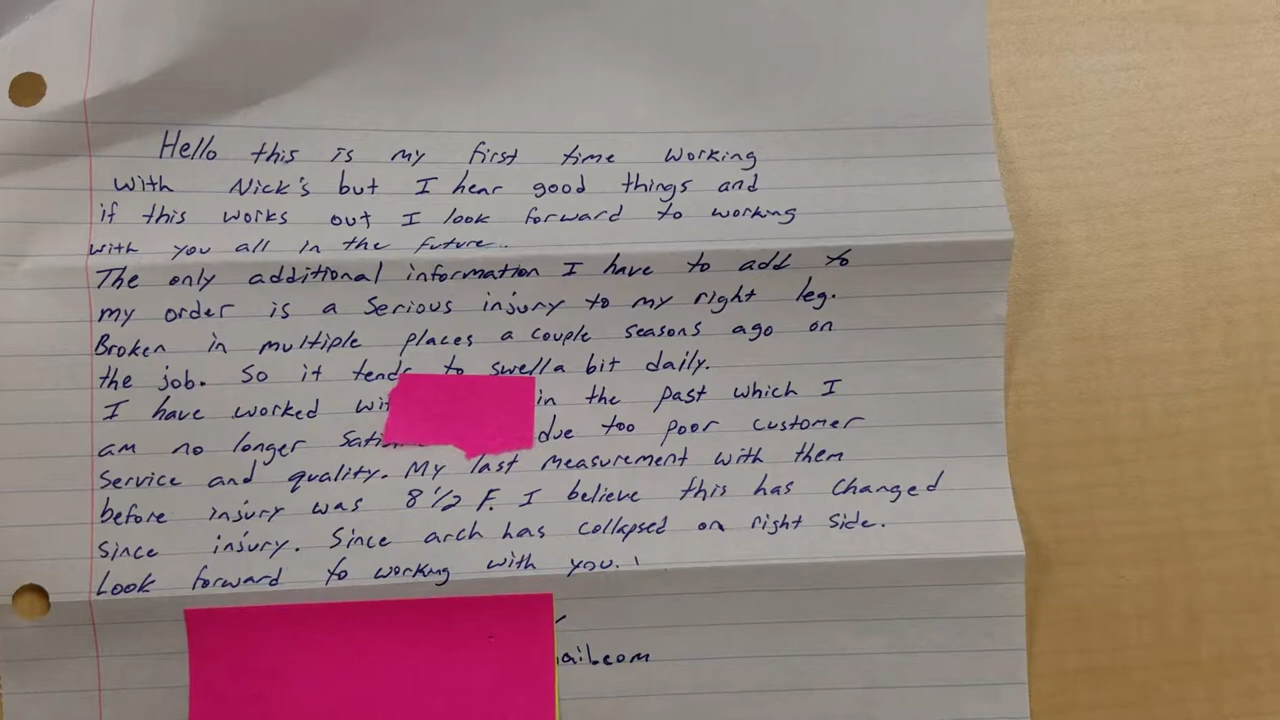 Hello this is my first time working
with Nick's but I hear good things and
if this works out I look forward to working
with you all in the future..
The only additional information I have to add to
my order is a serious injury to my right leg.
Broken in multiple places a couple seasons ago on
the job. So it tends to swell a bit daily.
I have worked in the past which I
am no longer due too poor customer
service and quality. My last measurement with them
before injury was 8 1/2 F. I believe this has changed
since injury. Since arch has collapsed on right side.
Look forward to working with you.!
ail.com